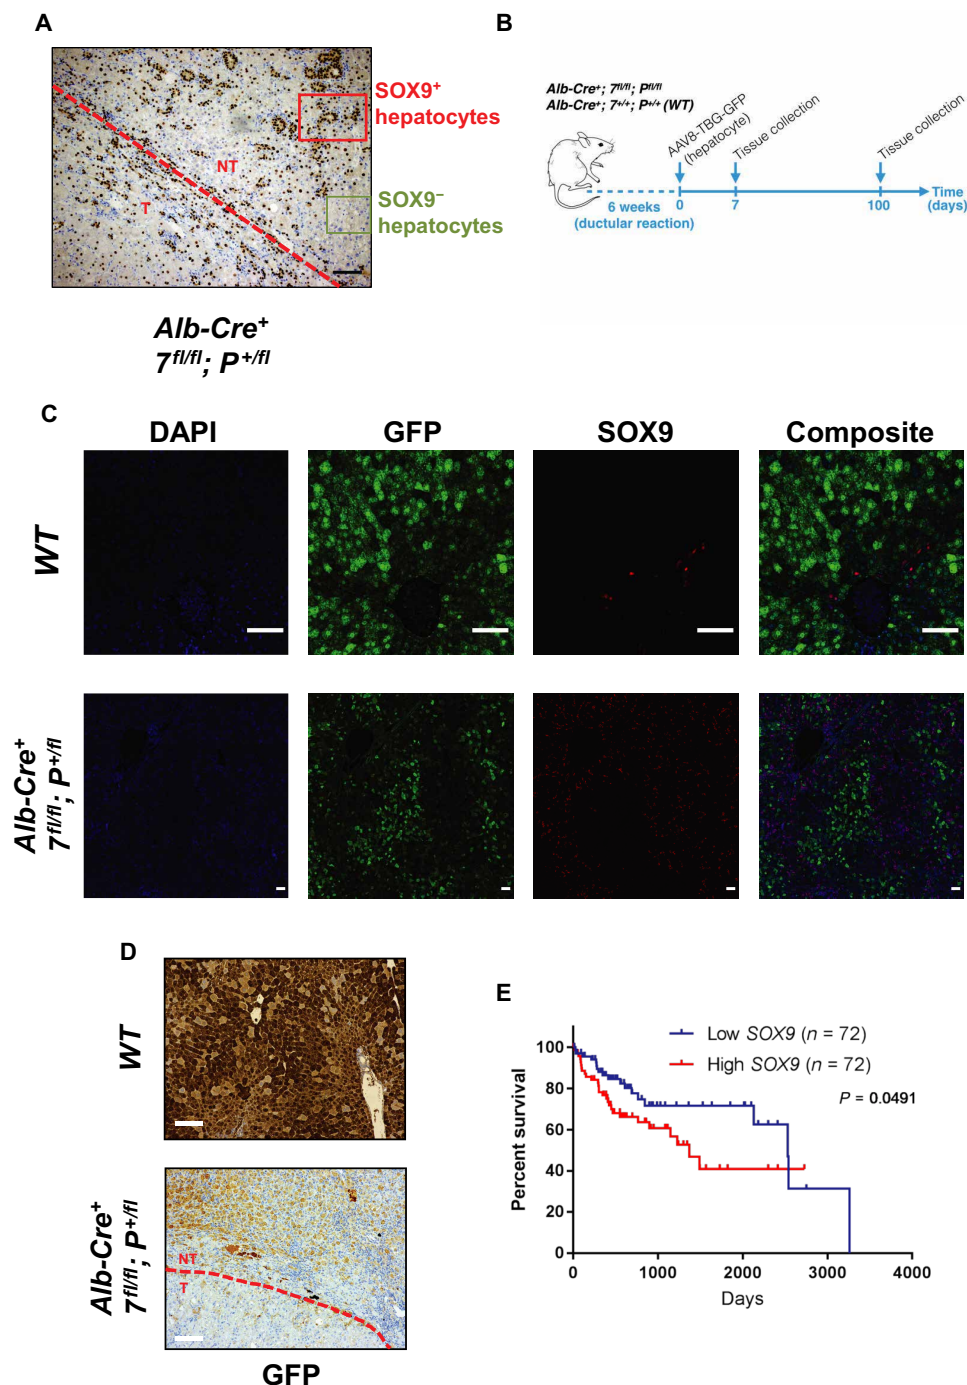 A
SOX9⁺
hepatocytes
NT
T
SOX9⁻
hepatocytes
Alb-Cre⁺
7ᶠˡ/ᶠˡ; P⁺/ᶠˡ
B
Alb-Cre⁺; 7ᶠˡ/ᶠˡ; Pᶠˡ/ᶠˡ
Alb-Cre⁺; 7⁺/⁺; P⁺/⁺ (WT)
AAV8-TBG-GFP
(hepatocyte)
Tissue collection
Tissue collection
6 weeks
(ductular reaction)
0
7
100
Time
(days)
C
DAPI
GFP
SOX9
Composite
WT
Alb-Cre⁺
7ᶠˡ/ᶠˡ; P⁺/ᶠˡ
D
WT
Alb-Cre⁺
7ᶠˡ/ᶠˡ; P⁺/ᶠˡ
NT
T
GFP
E
Low SOX9 (n = 72)
High SOX9 (n = 72)
P = 0.0491
Percent survival
100
80
60
40
20
0
0
1000
2000
3000
4000
Days